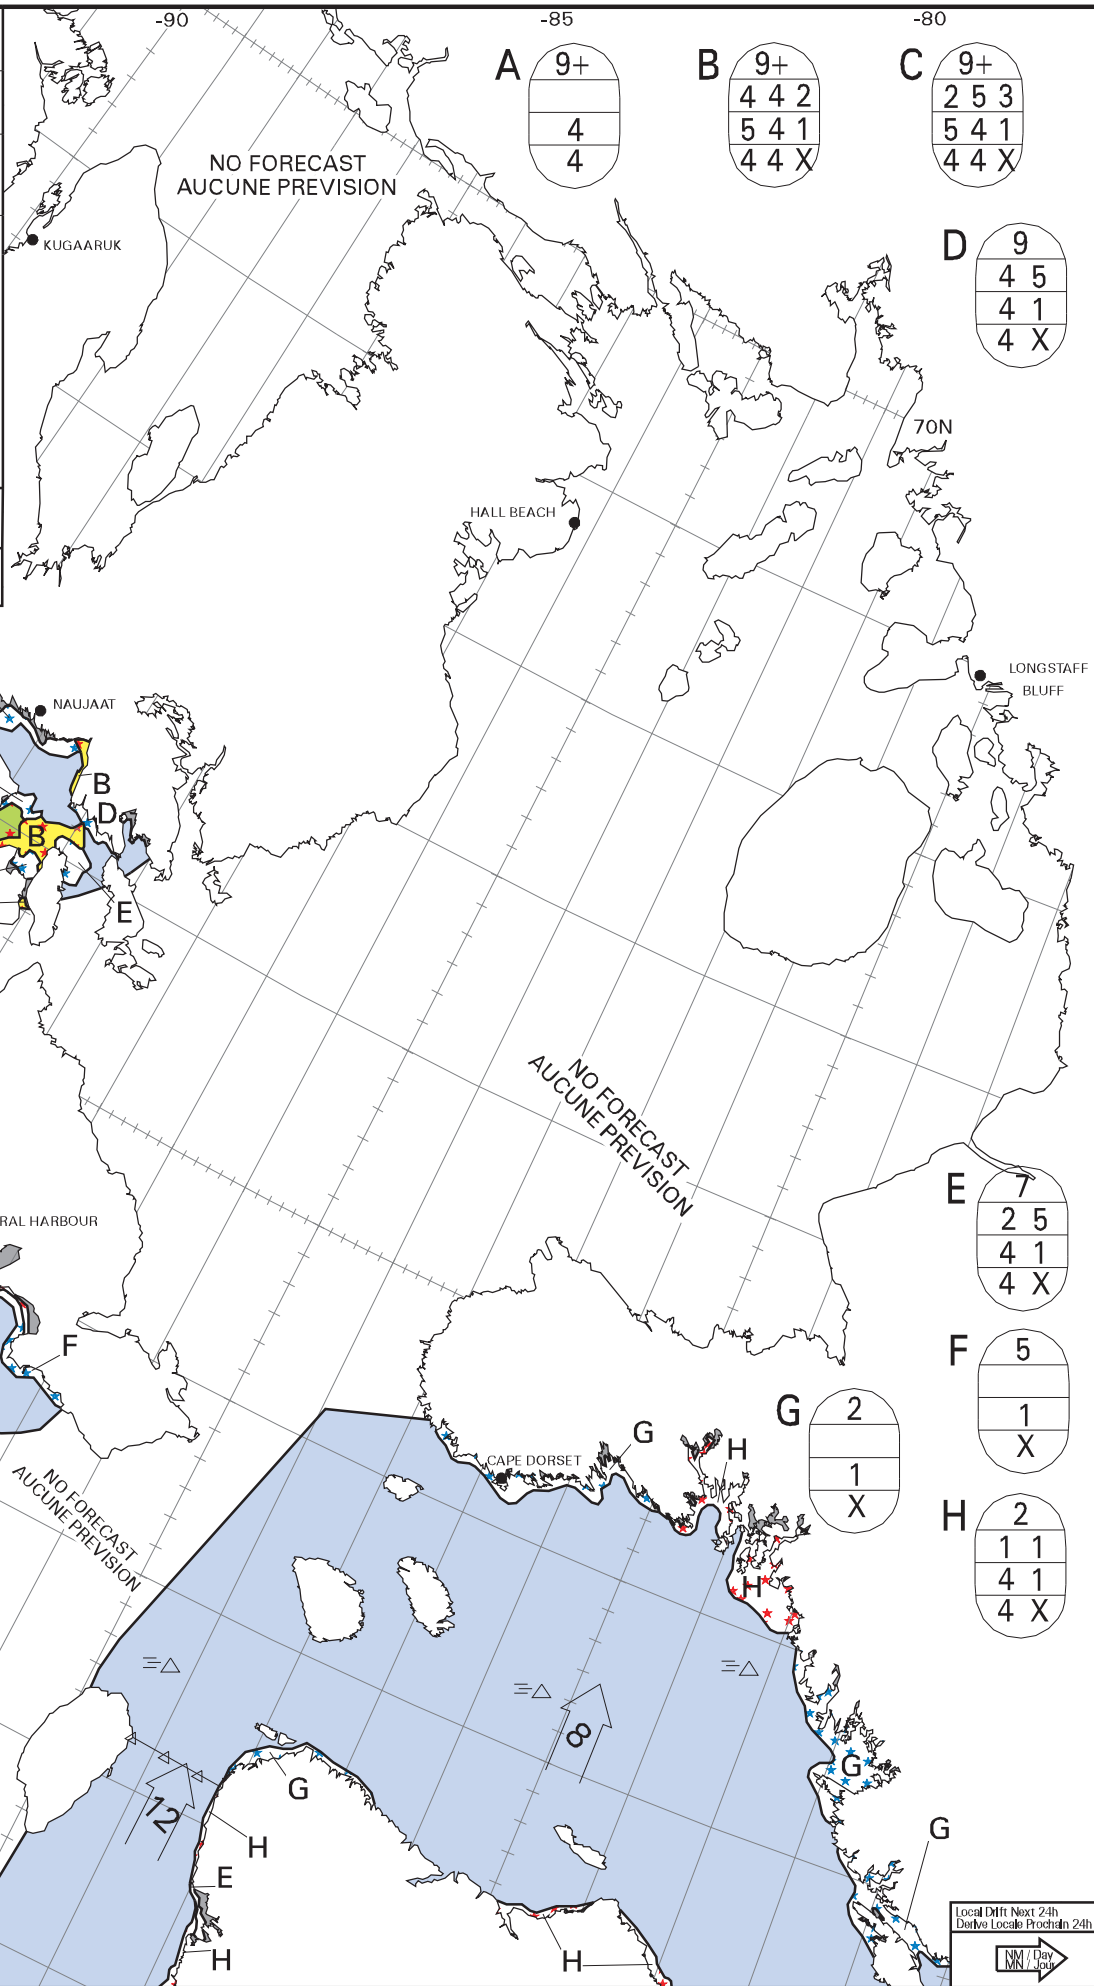 -90
-85
-80
A
9+
4
4
B
9+
4 4 2
5 4 1
4 4 X
C
9+
2 5 3
5 4 1
4 4 X
NO FORECAST
AUCUNE PREVISION
KUGAARUK
D
9
4 5
4 1
4 X
70N
HALL BEACH
LONGSTAFF
BLUFF
NAUJAAT
B
D
B
E
NO FORECAST
AUCUNE PREVISION
E
7
2 5
4 1
4 X
RAL HARBOUR
F
F
5
1
X
G
2
1
X
G
H
CAPE DORSET
NO FORECAST
AUCUNE PREVISION
H
2
1 1
4 1
4 X
H
8
G
G
12
H
G
E
H
H
Local Drift Next 24h
Derive Locale Prochain 24h
NM / Day
MN / Jour